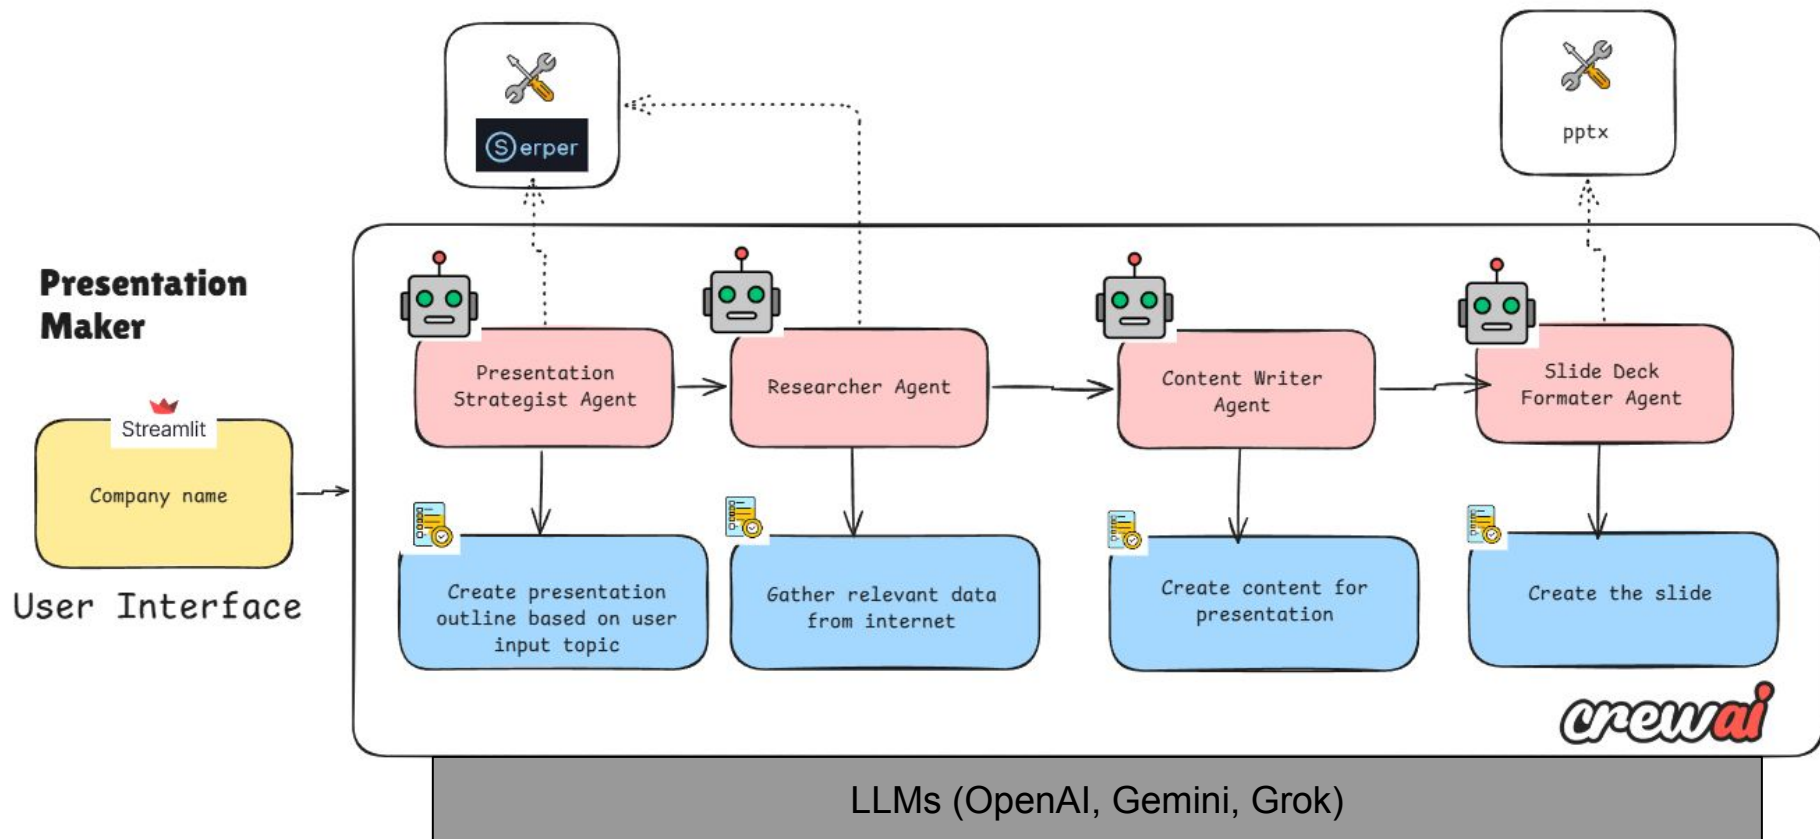 Serper
pptx
Presentation
Maker
Streamlit
Company name
User Interface
Presentation
Strategist Agent
Researcher Agent
Content Writer
Agent
Slide Deck
Formater Agent
Create presentation
outline based on user
input topic
Gather relevant data
from internet
Create content for
presentation
Create the slide
crewai
LLMs (OpenAI, Gemini, Grok)